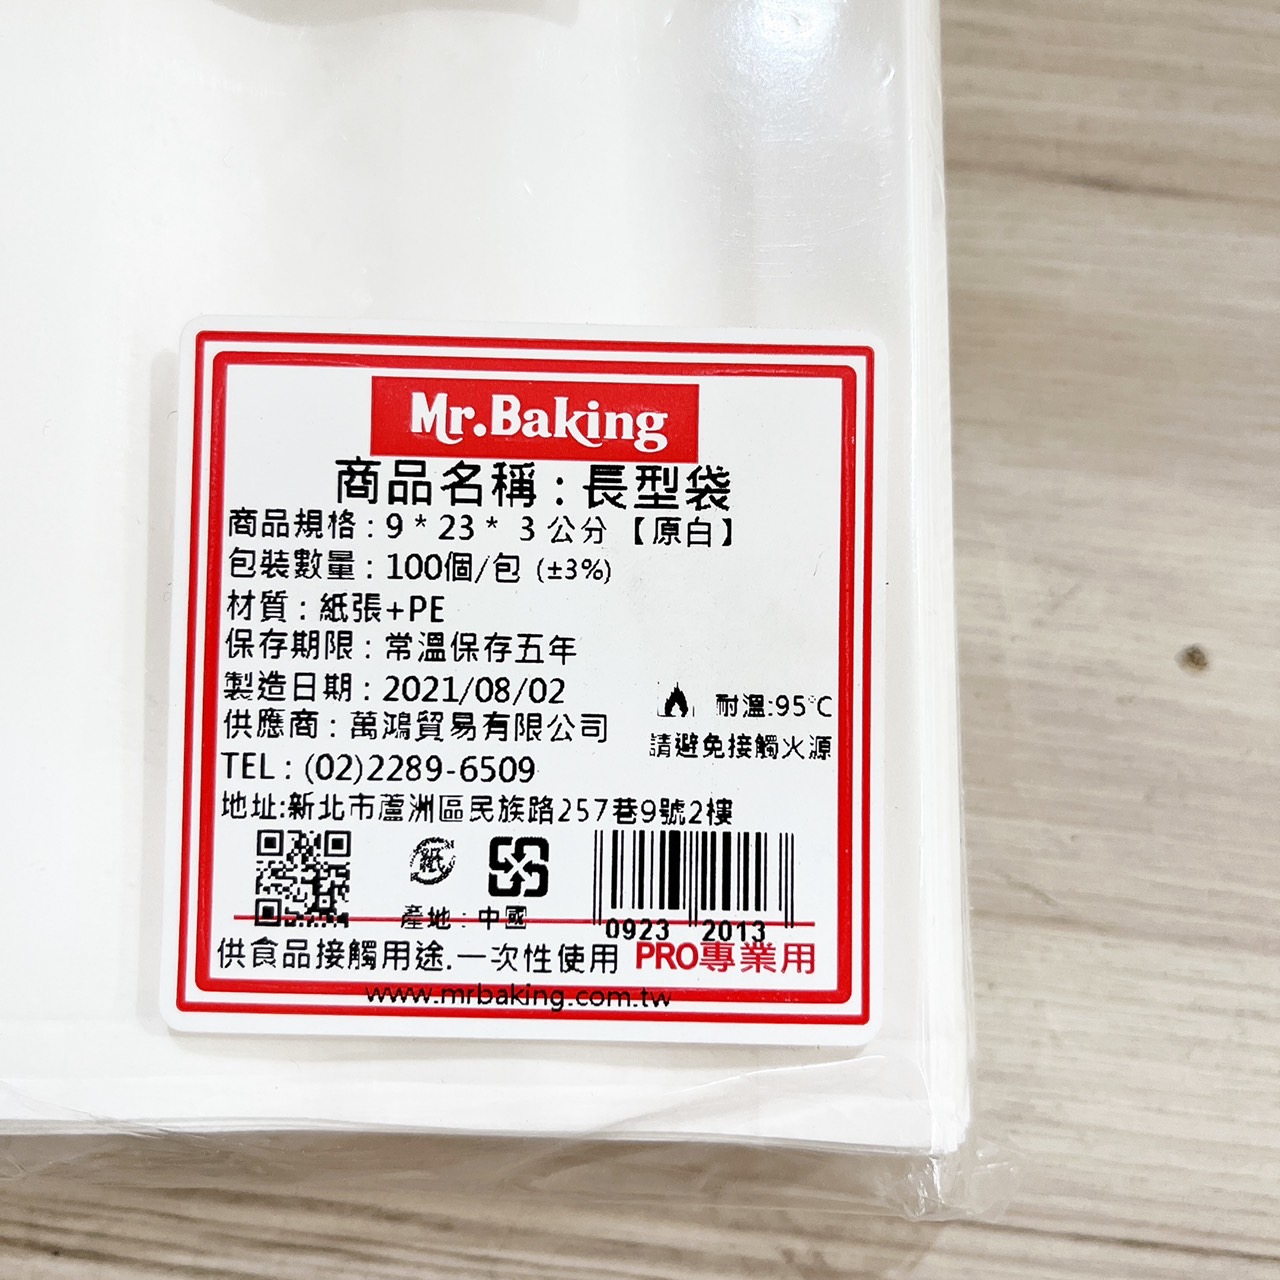 Mr.Baking
商品名稱：長型袋
商品規格：9 * 23 * 3 公分【原白】
包裝數量：100個/包 (±3%)
材質：紙張+PE
保存期限：常溫保存五年
製造日期：2021/08/02
耐溫:95°C
供應商：萬鴻貿易有限公司
請避免接觸火源
TEL：(02)2289-6509
地址:新北市蘆洲區民族路257巷9號2樓
紙
產地：中國
0923 2013
供食品接觸用途.一次性使用 PRO專業用
www.mrbaking.com.tw